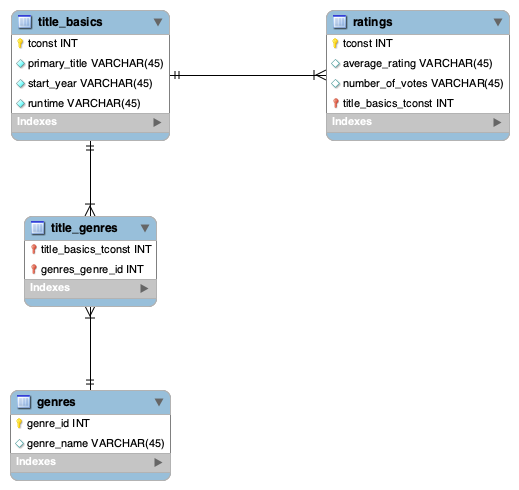 title_basics
tconst INT
primary_title VARCHAR(45)
start_year VARCHAR(45)
runtime VARCHAR(45)
Indexes
ratings
tconst INT
average_rating VARCHAR(45)
number_of_votes VARCHAR(45)
title_basics_tconst INT
Indexes
title_genres
title_basics_tconst INT
genres_genre_id INT
Indexes
genres
genre_id INT
genre_name VARCHAR(45)
Indexes